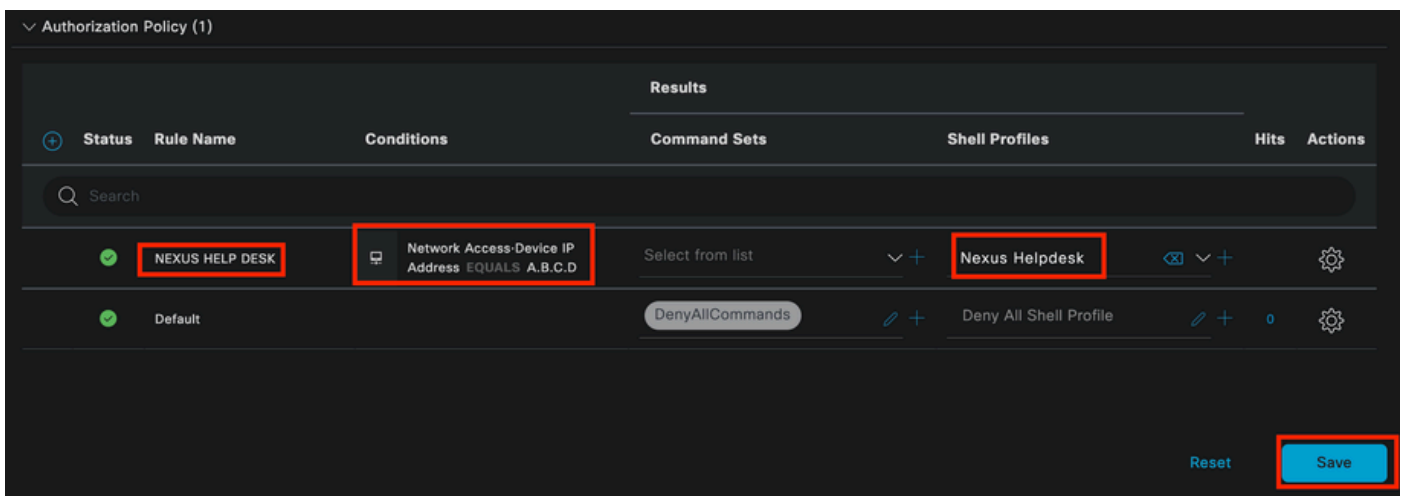 Authorization Policy (1)
Results
Status Rule Name Conditions Command Sets Shell Profiles Hits Actions
Search
NEXUS HELP DESK
Network Access·Device IP
Address EQUALS A.B.C.D
Select from list
Nexus Helpdesk
Default
DenyAllCommands
Deny All Shell Profile
0
Reset
Save